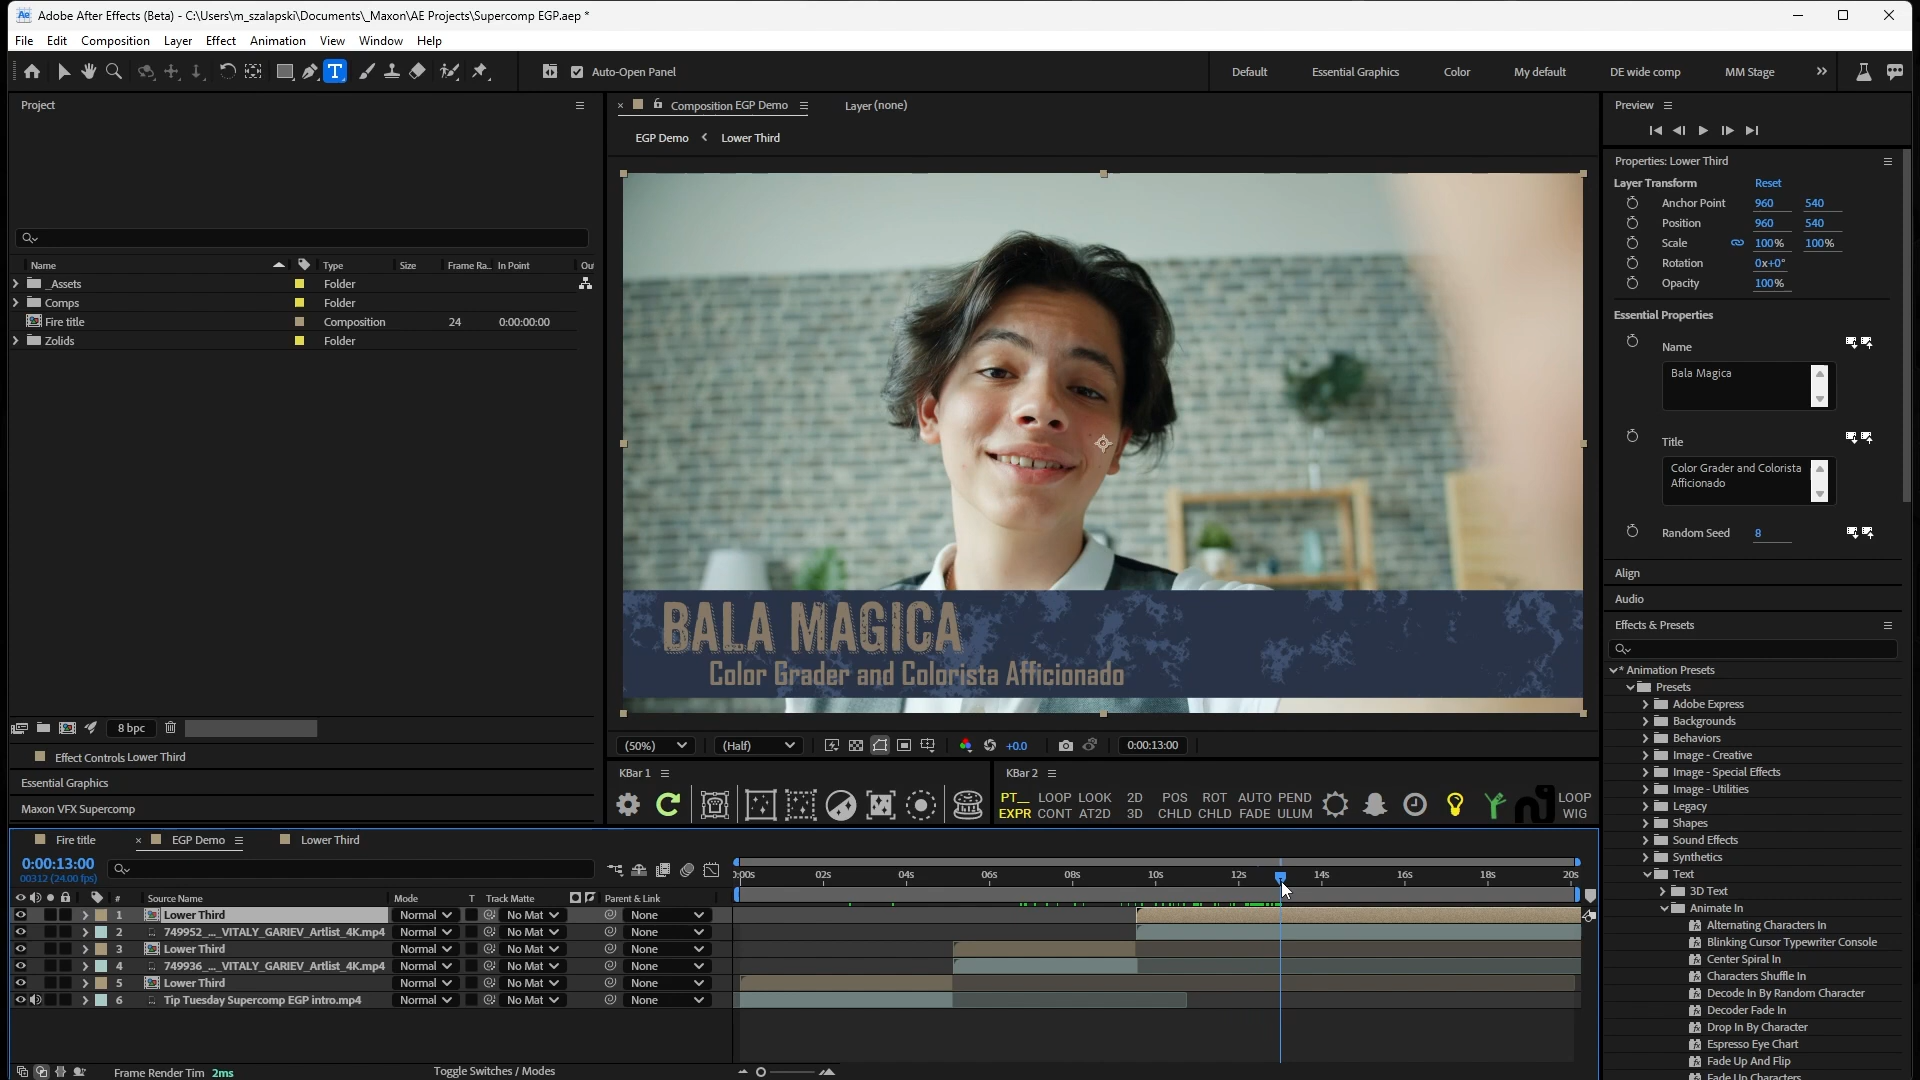 Adobe After Effects (Beta) - C:\Users\m_szalapski\Documents\_Maxon\AE Projects\Supercomp EGP.aep *
File Edit Composition Layer Effect Animation View Window Help
Auto-Open Panel
Default Essential Graphics Color My default DE wide comp MM Stage
Project
Name Type Size Frame Ra.. In Point Ou
_Assets Folder
Comps Folder
Fire title Composition 24 0:00:00:00
Zolids Folder
8 bpc
Effect Controls Lower Third
Essential Graphics
Maxon VFX Supercomp
Composition EGP Demo Layer (none)
EGP Demo Lower Third
BALA MAGICA
Color Grader and Colorista Afficionado
(50%) (Half) +0.0 0:00:13:00
KBar 1 KBar 2
PT__ LOOP LOOK 2D POS ROT AUTO PEND LOOP
EXPR CONT AT2D 3D CHLD CHLD FADE ULUM WIG
Preview
Properties: Lower Third
Layer Transform Reset
Anchor Point 960 540
Position 960 540
Scale 100% 100%
Rotation 0x+0°
Opacity 100%
Essential Properties
Name
Bala Magica
Title
Color Grader and Colorista
Afficionado
Random Seed 8
Align
Audio
Effects & Presets
* Animation Presets
Presets
Adobe Express
Backgrounds
Behaviors
Image - Creative
Image - Special Effects
Image - Utilities
Legacy
Shapes
Sound Effects
Synthetics
Text
3D Text
Animate In
Alternating Characters In
Blinking Cursor Typewriter Console
Center Spiral In
Characters Shuffle In
Decode In By Random Character
Decoder Fade In
Drop In By Character
Espresso Eye Chart
Fade Up And Flip
Fade Up Characters
Fire title EGP Demo Lower Third
0:00:13:00
00312 (24.00 fps)
0:00s 02s 04s 06s 08s 10s 12s 14s 16s 18s 20s
# Source Name Mode T Track Matte Parent & Link
1 Lower Third Normal No Mat None
2 749952_... _VITALY_GARIEV_Artlist_4K.mp4 Normal No Mat None
3 Lower Third Normal No Mat None
4 749936_... _VITALY_GARIEV_Artlist_4K.mp4 Normal No Mat None
5 Lower Third Normal No Mat None
6 Tip Tuesday Supercomp EGP intro.mp4 Normal No Mat None
Frame Render Tim 2ms Toggle Switches / Modes